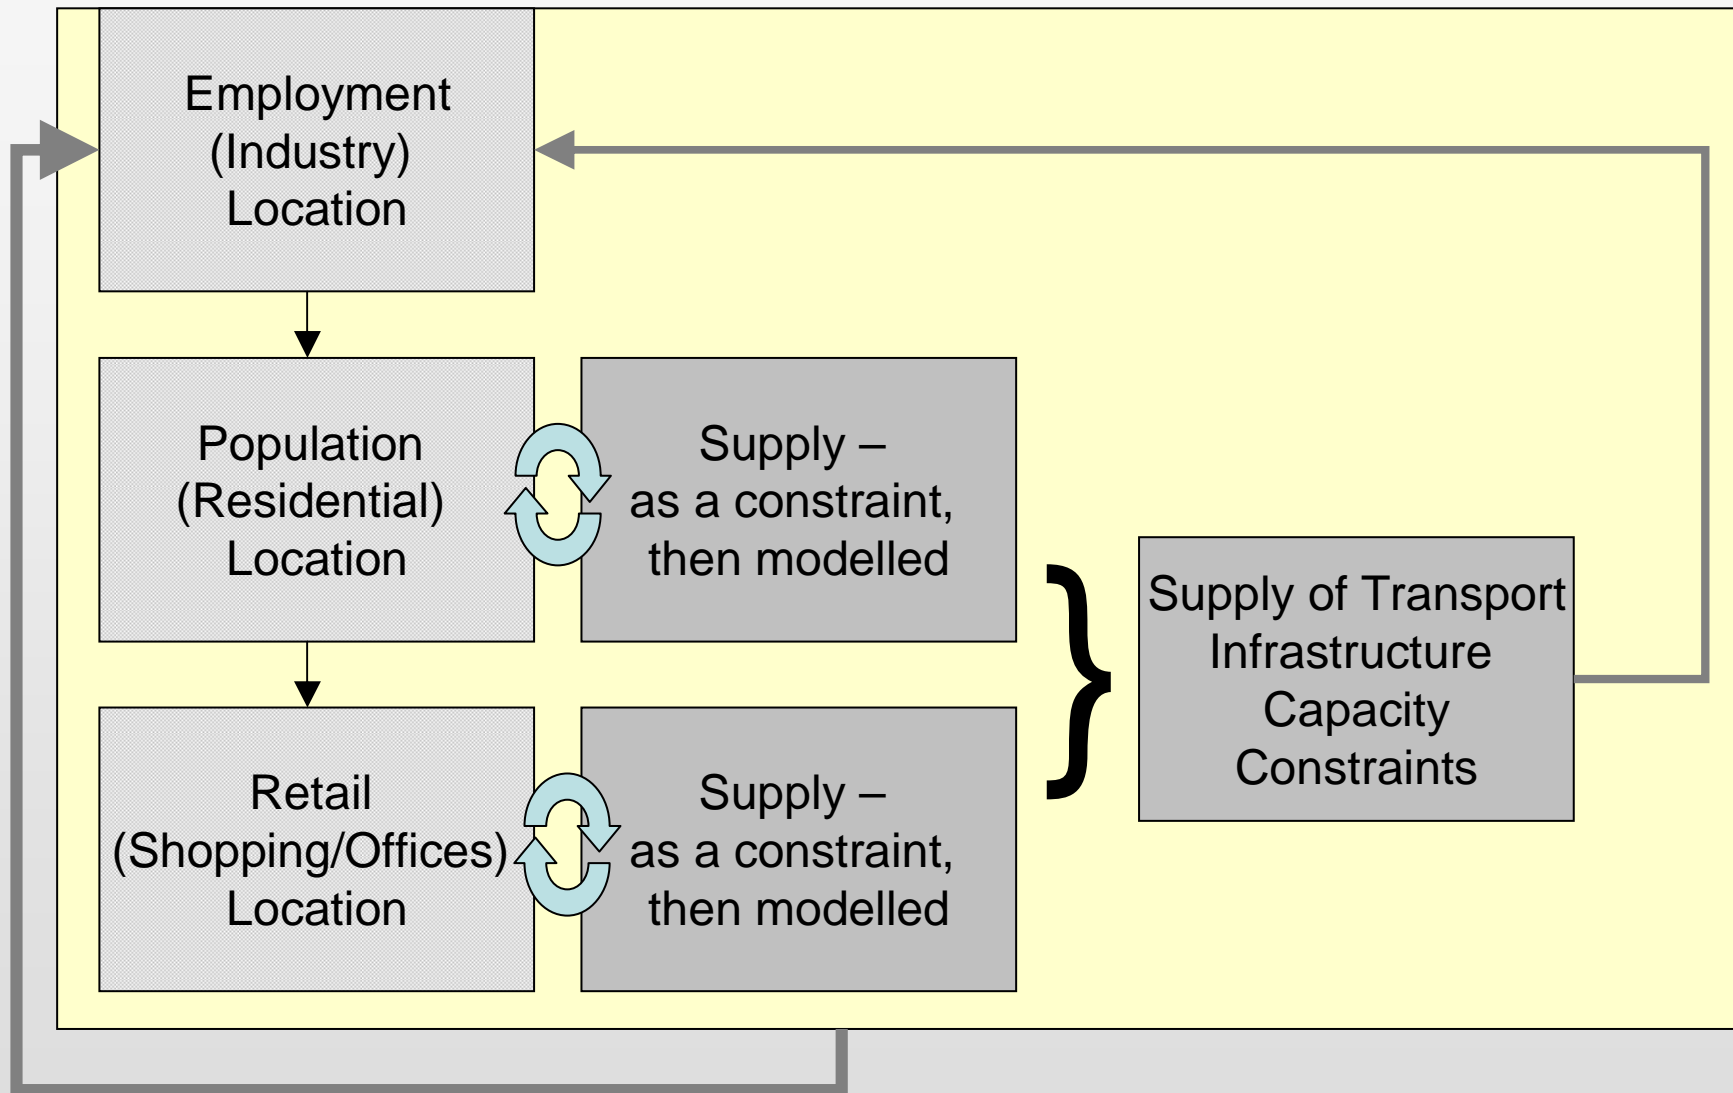 Employment
(Industry)
Location
Population
(Residential)
Location
Supply –
as a constraint,
then modelled
Supply of Transport
Infrastructure
Capacity
Constraints
Retail
(Shopping/Offices)
Location
Supply –
as a constraint,
then modelled